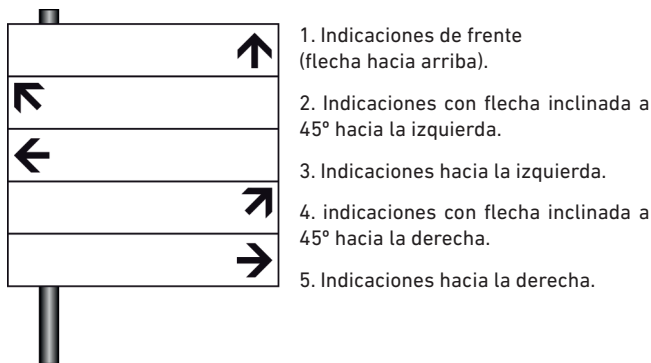 1. Indicaciones de frente
(flecha hacia arriba).
2. Indicaciones con flecha inclinada a
45º hacia la izquierda.
3. Indicaciones hacia la izquierda.
4. indicaciones con flecha inclinada a
45º hacia la derecha.
5. Indicaciones hacia la derecha.